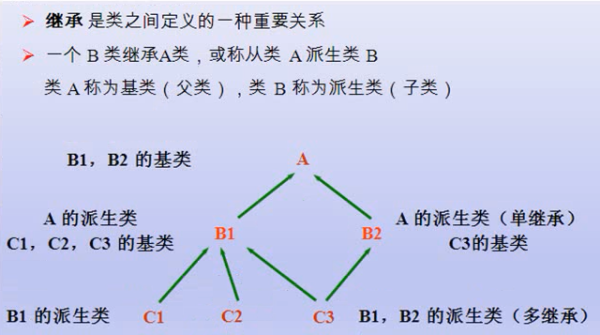 继承 是类之间定义的一种重要关系
一个 B 类继承A类，或称从类 A 派生类 B
类 A 称为基类（父类），类 B 称为派生类（子类）
B1，B2 的基类
A
A 的派生类
C1，C2，C3 的基类
B1
B2
A 的派生类（单继承）
C3的基类
B1 的派生类
C1
C2
C3
B1，B2 的派生类（多继承）